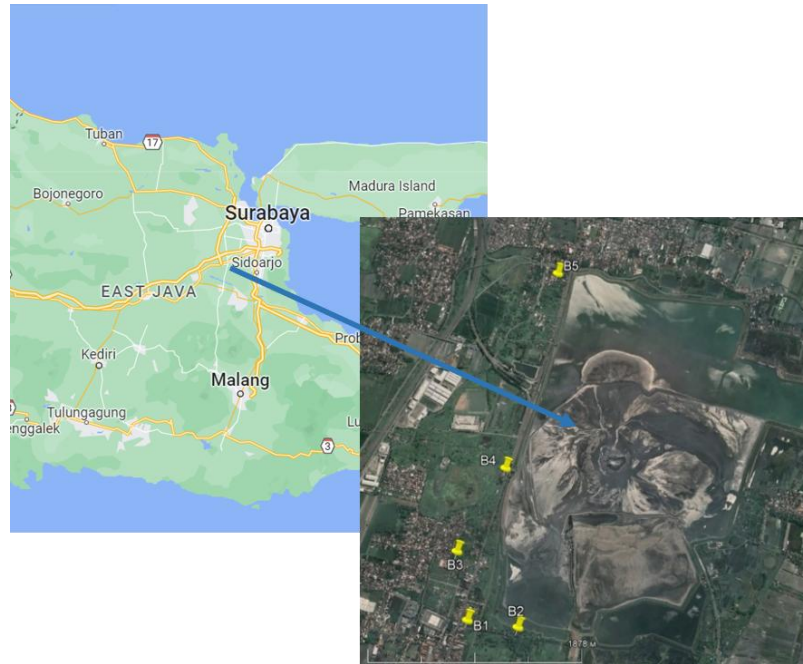 Tuban
17
Bojonegoro
Madura Island
Surabaya
Pamekasan
Sidoarjo
EAST JAVA
Prob
Kediri
Malang
Tulungagung
enggalek
Lu
3
B5
B4
B3
B1
B2
1878 M